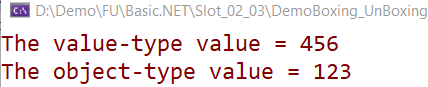 D:\Demo\FU\Basic.NET\Slot_02_03\DemoBoxing_UnBoxing
The value-type value = 456
The object-type value = 123